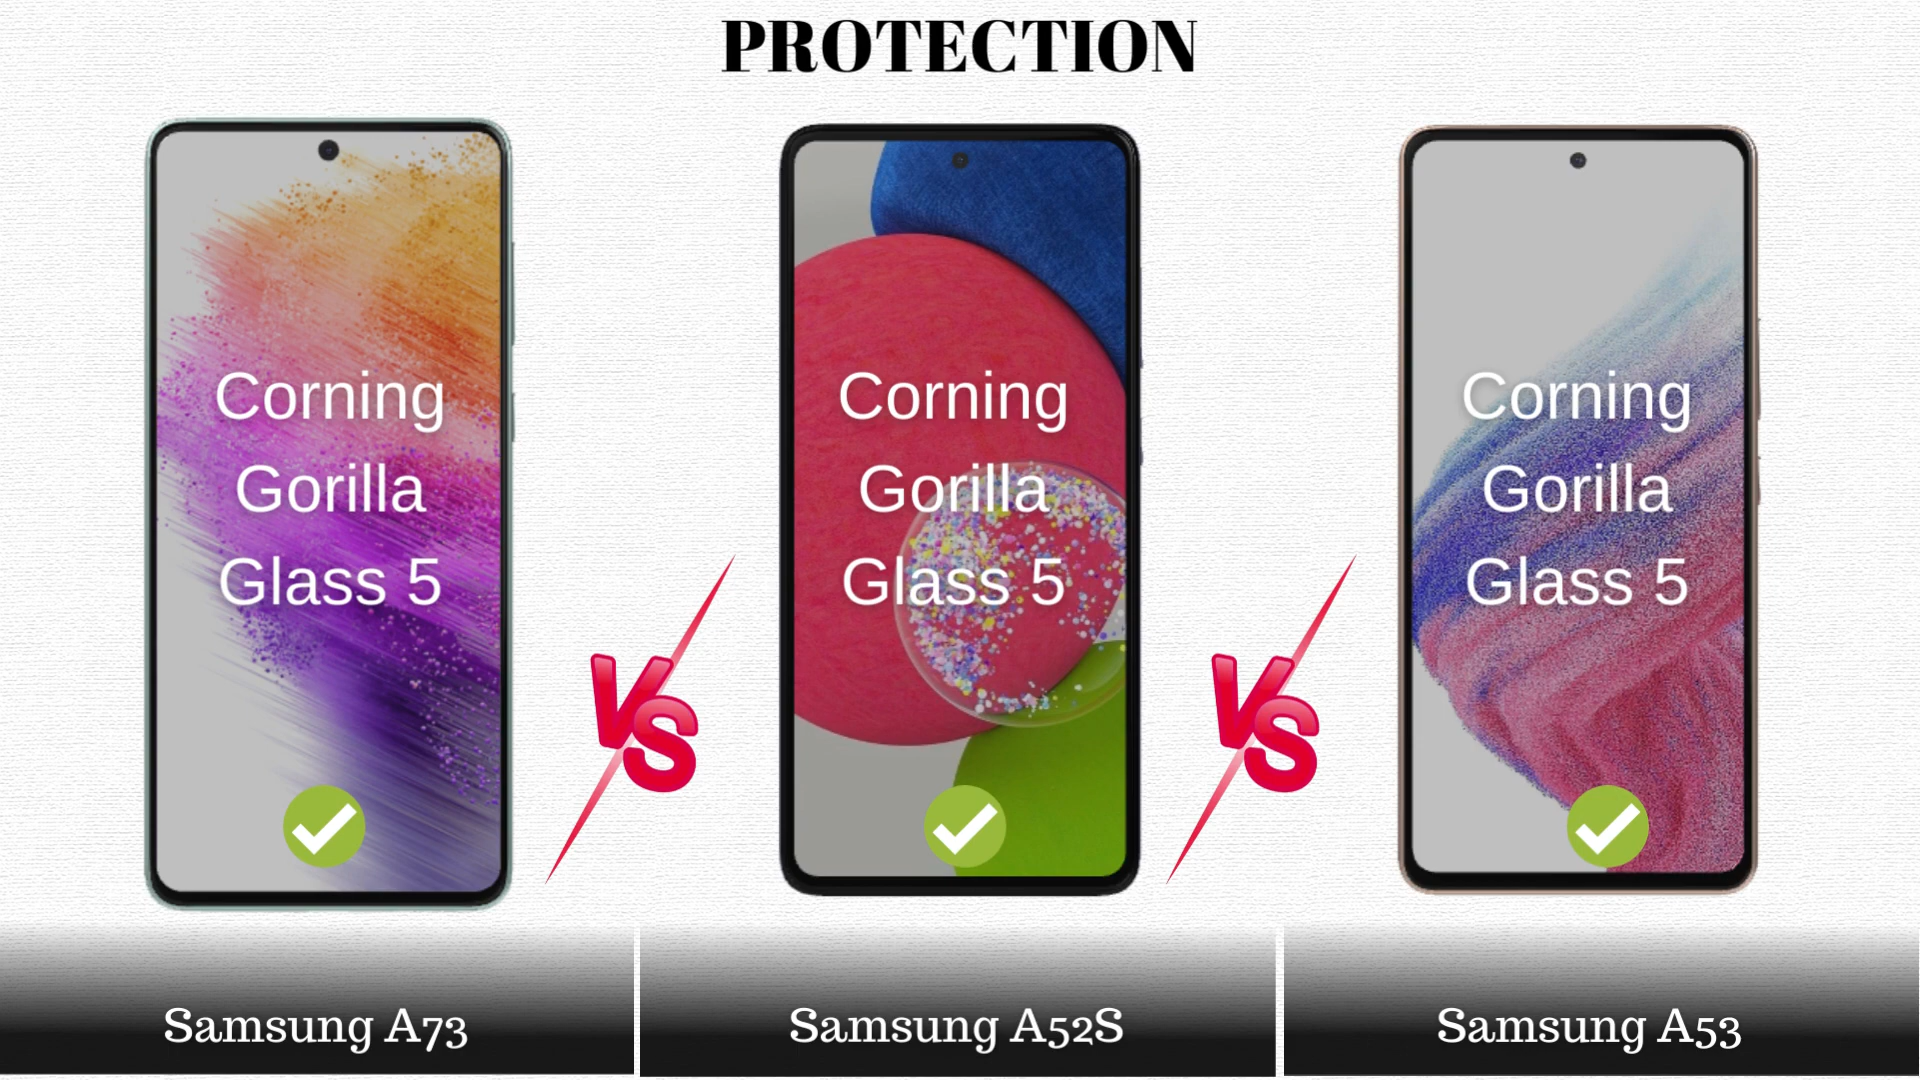 PROTECTION
Corning
Gorilla
Glass 5
Corning
Gorilla
Glass 5
Corning
Gorilla
Glass 5
VS
VS
Samsung A73
Samsung A52S
Samsung A53